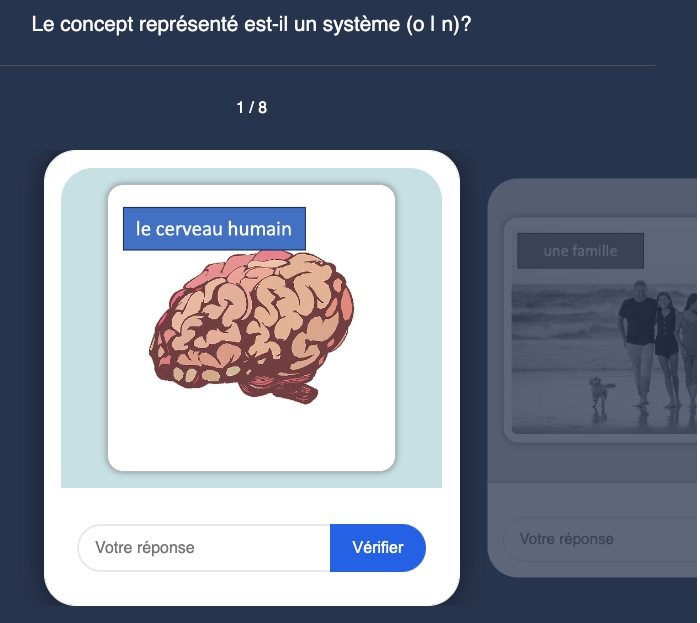 Le concept représenté est-il un système (o l n)?
1 / 8
le cerveau humain
Votre réponse
Vérifier
une famille
Votre réponse